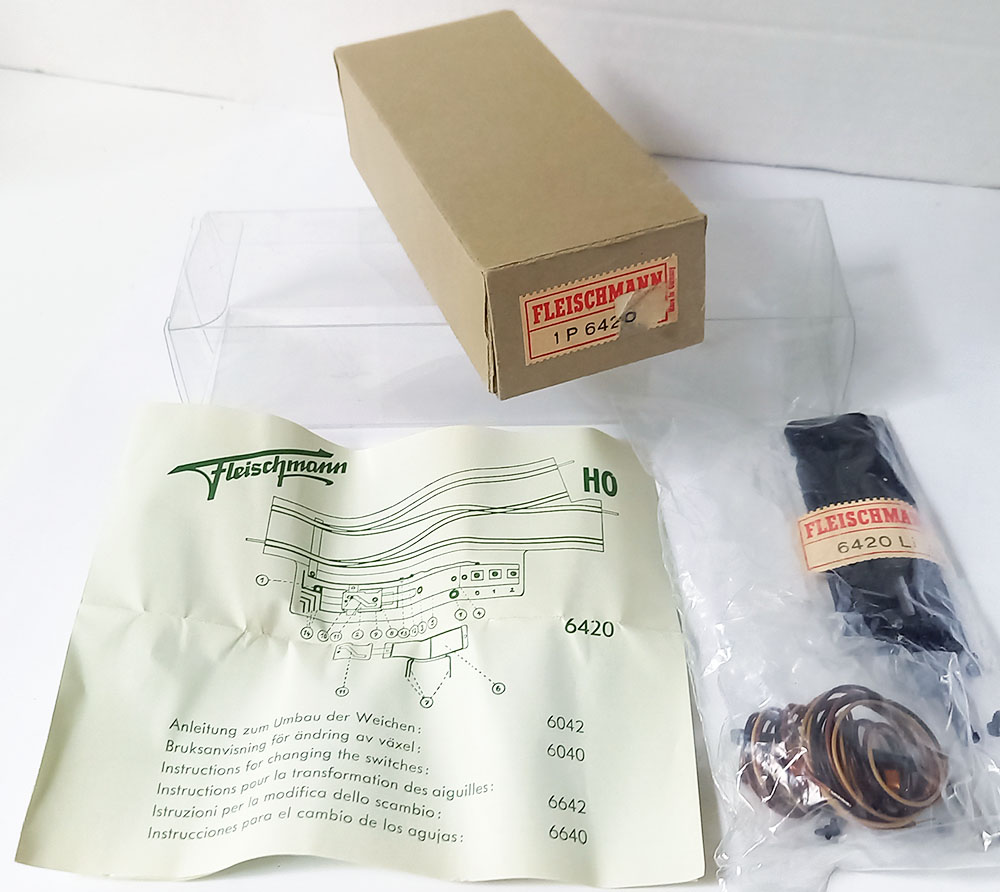 FLEISCHMANN
1 P 6420
Fleischmann
HO
6420
Anleitung zum Umbau der Weichen: 6042
Bruksanvisning för ändring av växel: 6040
Instructions for changing the switches:
Instructions pour la transformation des aiguilles: 6642
Istruzioni per la modifica dello scambio: 6640
Instrucciones para el cambio de los agujas:
FLEISCHMA
6420 L